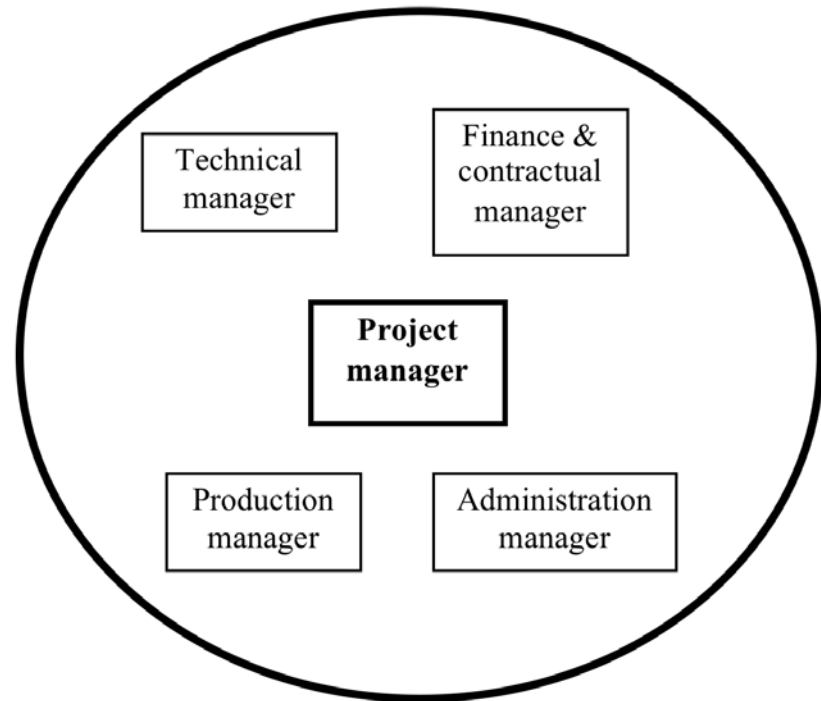 Technical
manager
Finance &
contractual
manager
Project
manager
Production
manager
Administration
manager